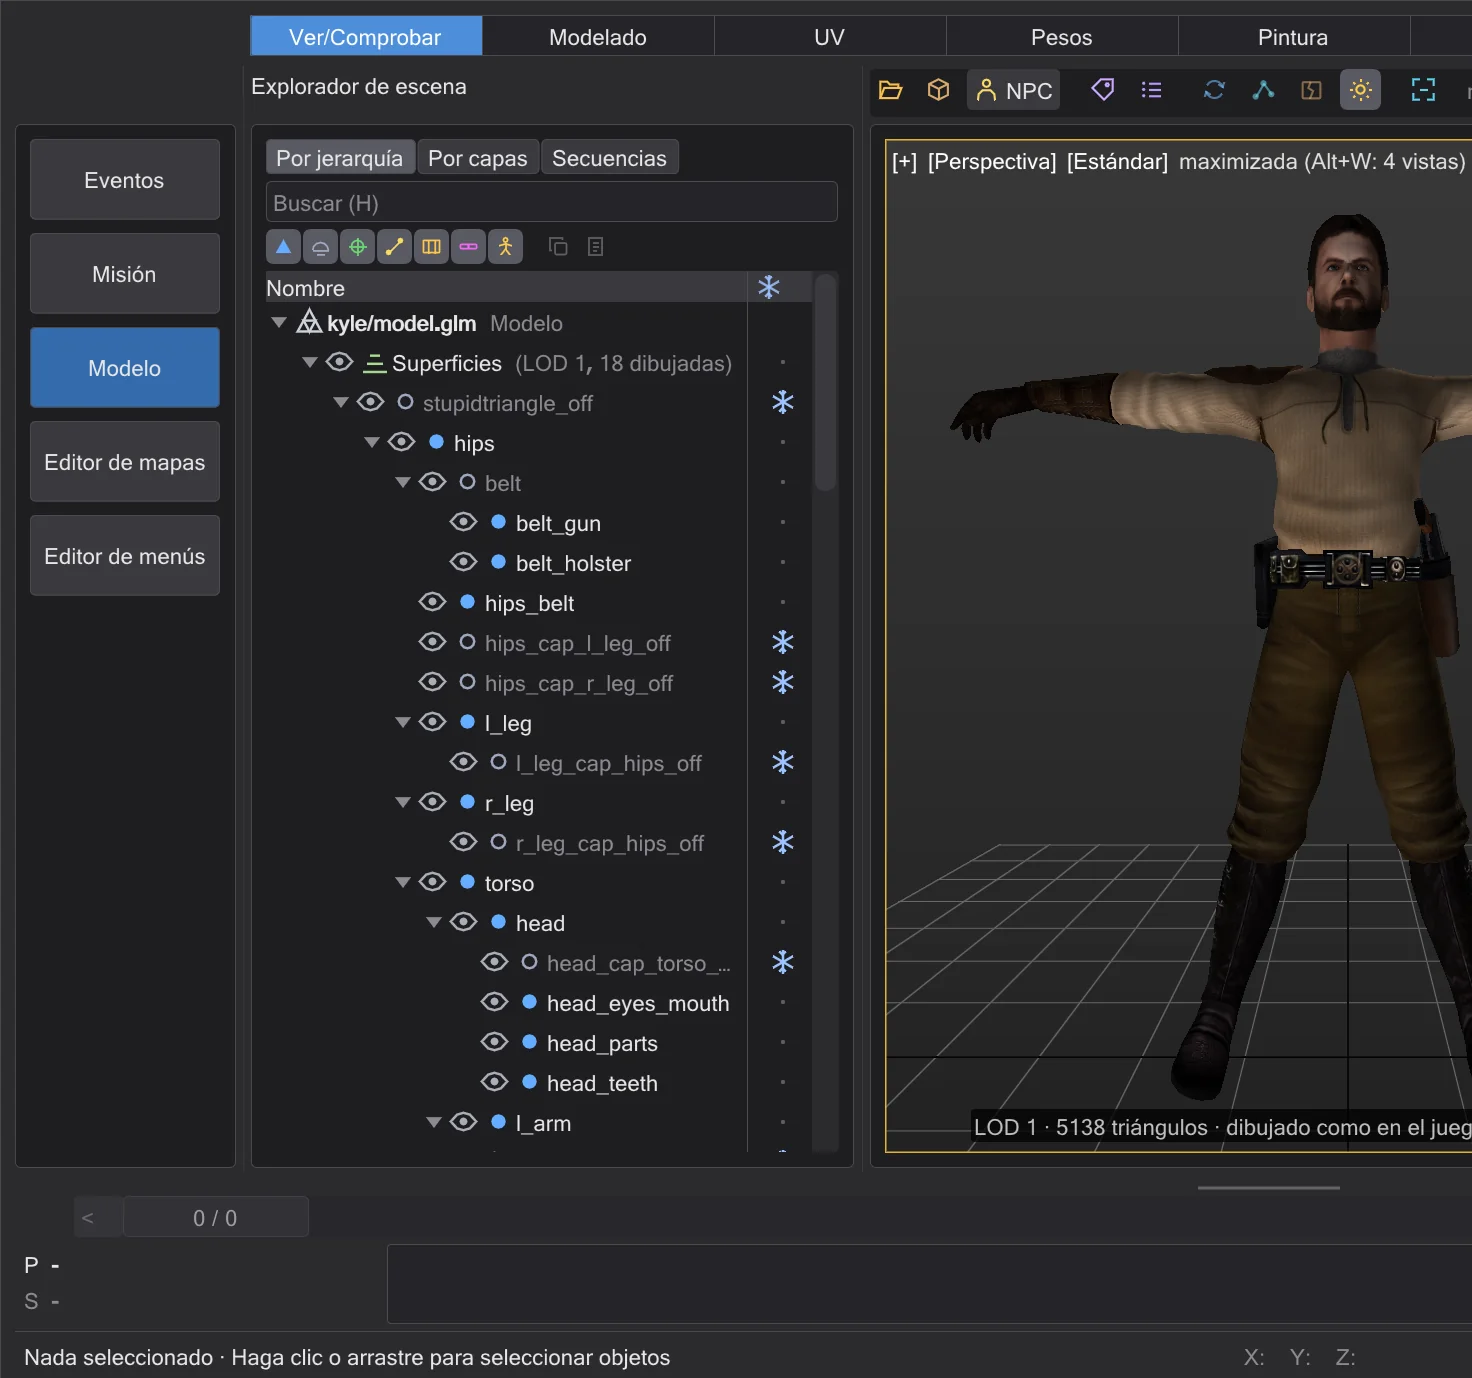 Ver/Comprobar
Modelado
UV
Pesos
Pintura
Explorador de escena
NPC
Eventos
Misión
Modelo
Editor de mapas
Editor de menús
Por jerarquía
Por capas
Secuencias
Buscar (H)
Nombre
kyle/model.glm Modelo
Superficies (LOD 1, 18 dibujadas)
stupidtriangle_off
hips
belt
belt_gun
belt_holster
hips_belt
hips_cap_l_leg_off
hips_cap_r_leg_off
l_leg
l_leg_cap_hips_off
r_leg
r_leg_cap_hips_off
torso
head
head_cap_torso_...
head_eyes_mouth
head_parts
head_teeth
l_arm
[+] [Perspectiva] [Estándar] maximizada (Alt+W: 4 vistas)
LOD 1 · 5138 triángulos · dibujado como en el jueg
< 0 / 0
P -
S -
Nada seleccionado · Haga clic o arrastre para seleccionar objetos
X: Y: Z: